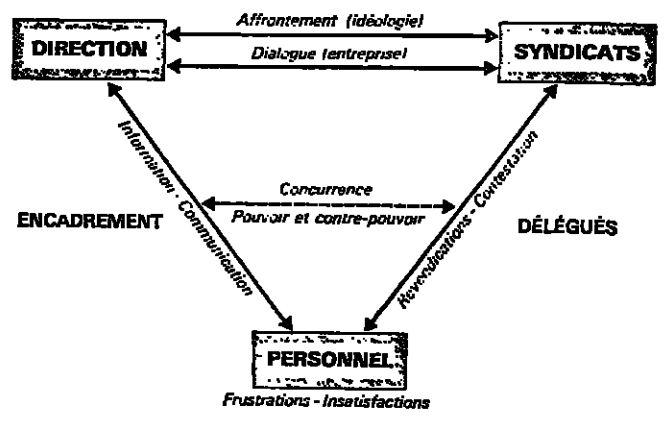 Affrontement (idéologie)
DIRECTION
SYNDICATS
Dialogue (entreprise)
Information - Communication
Revendications - Contestation
Concurrence
Pouvoir et contre-pouvoir
ENCADREMENT
DÉLÉGUÉS
PERSONNEL
Frustrations - Insatisfactions